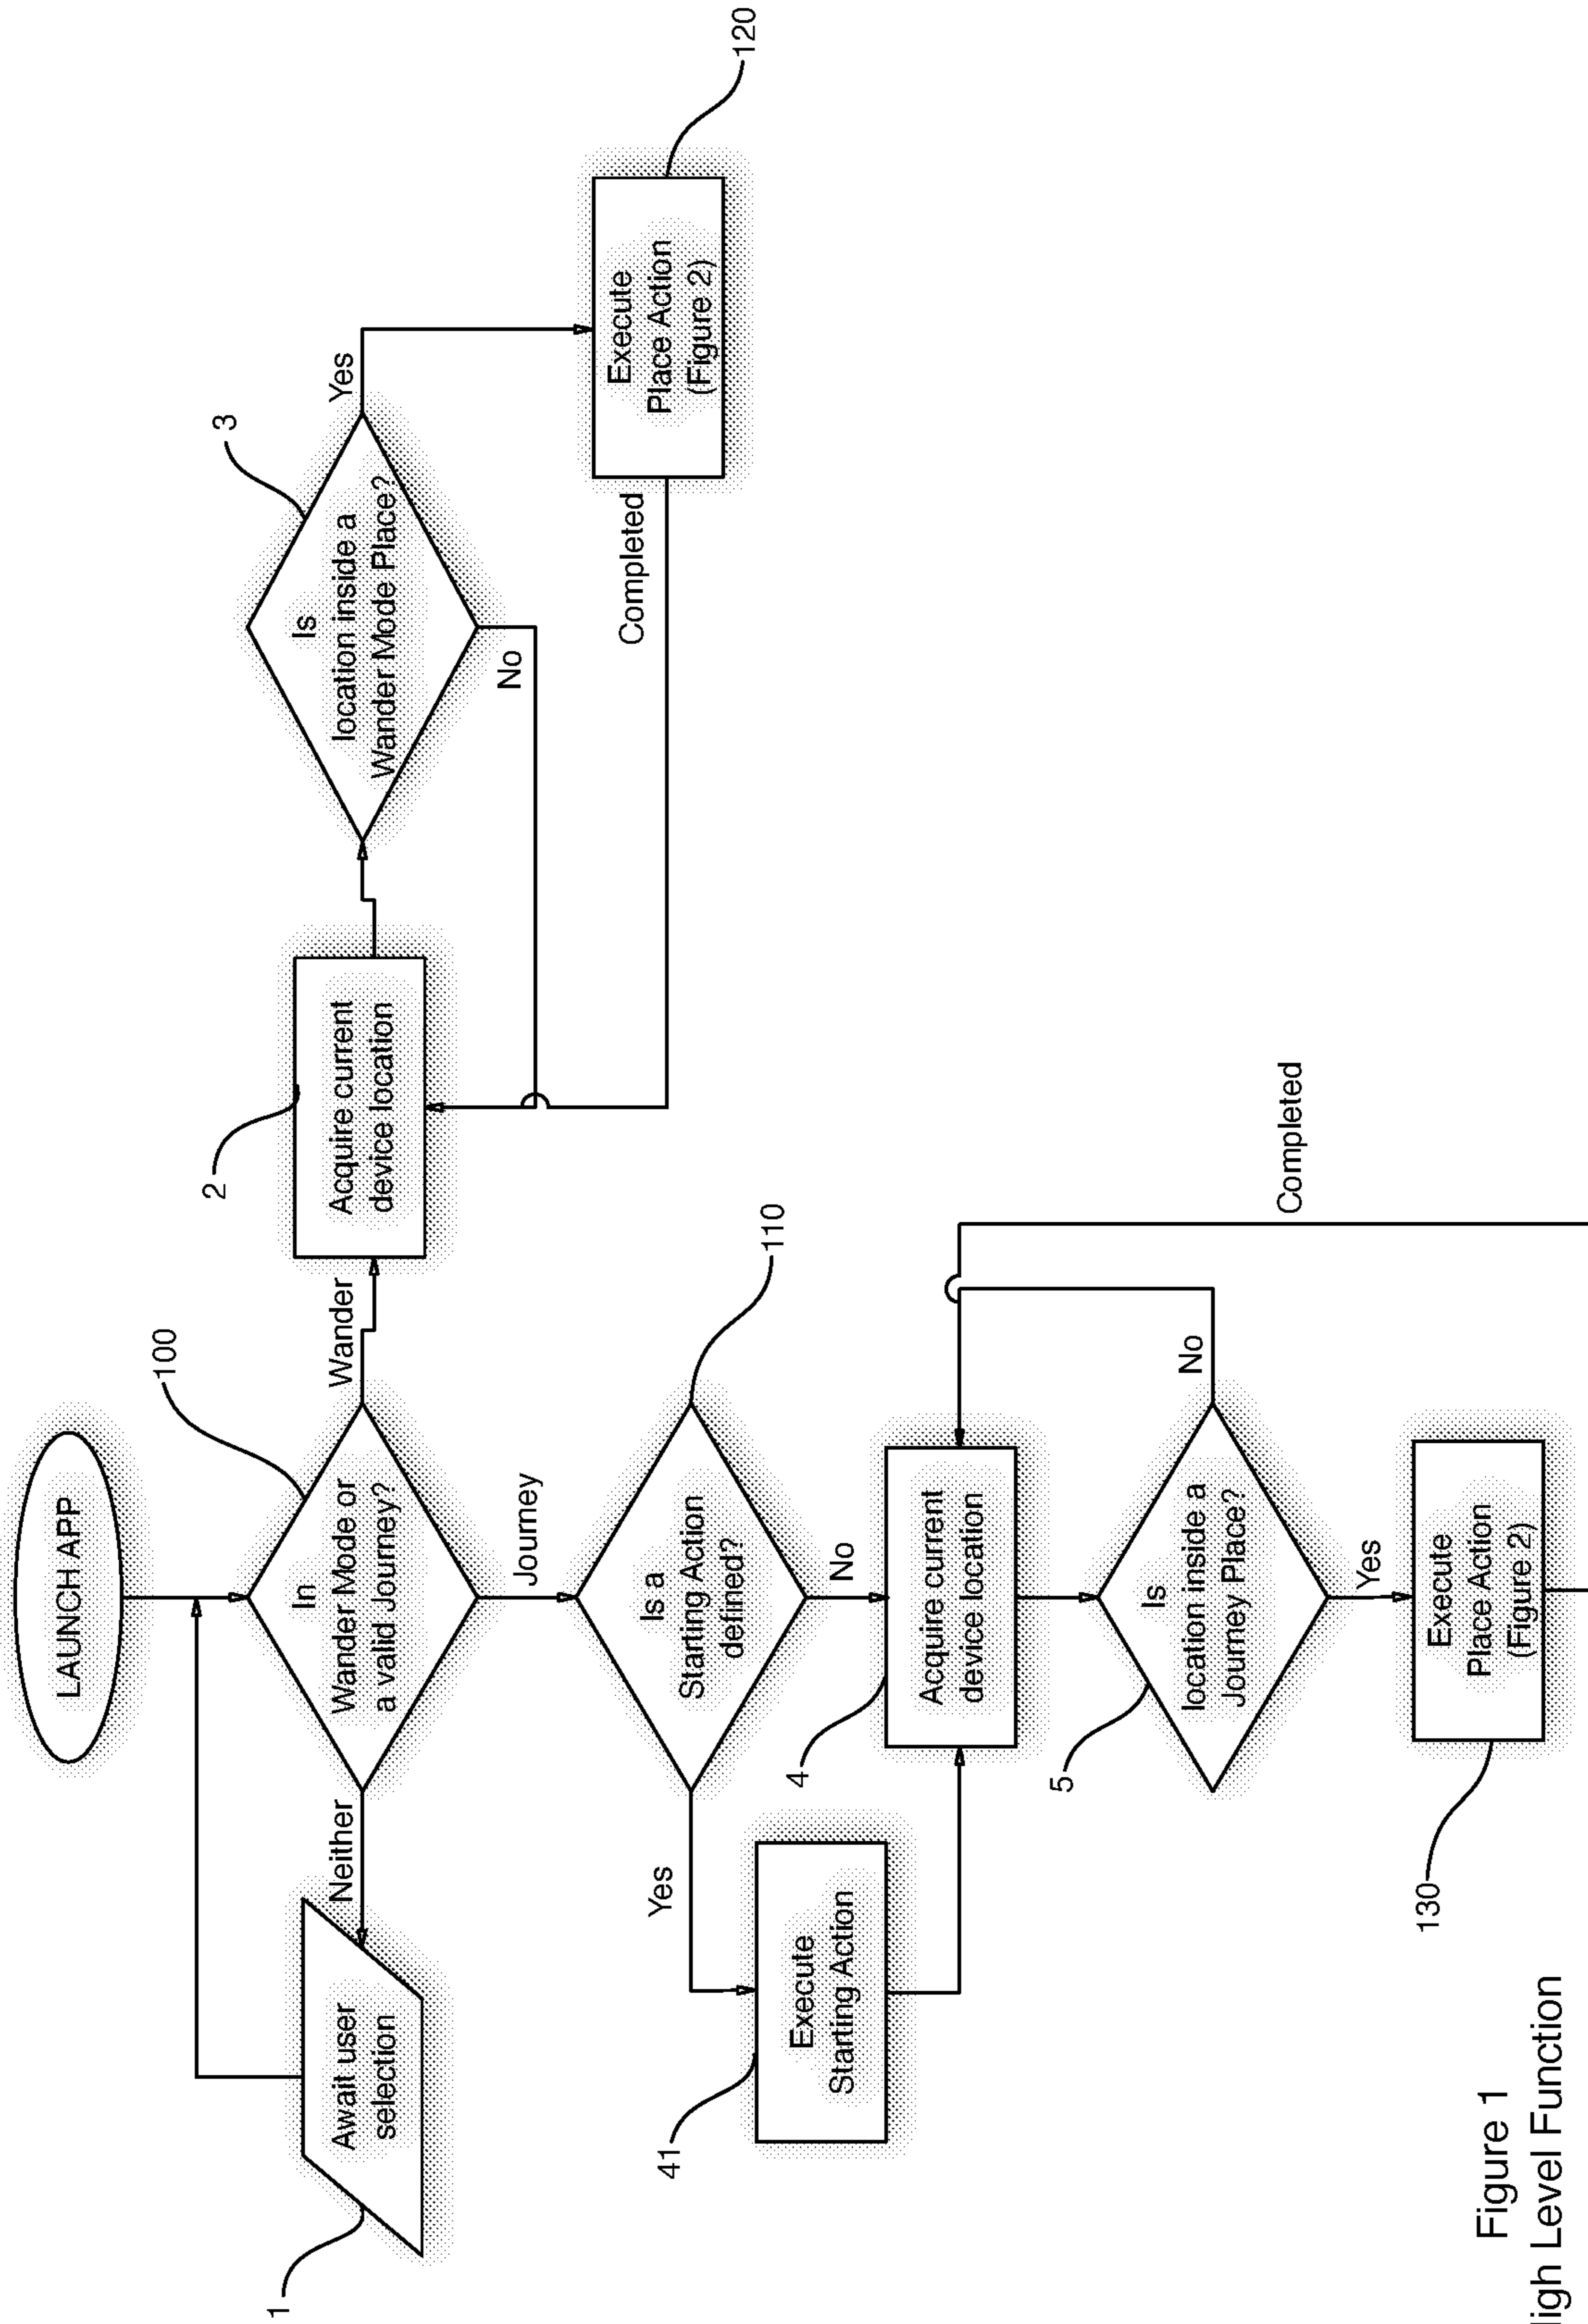 LAUNCH APP
100
In
Wander Mode or
a valid Journey?
Neither
Await user
selection
1
Wander
2
Acquire current
device location
3
Is
location inside a
Wander Mode Place?
Yes
No
Execute
Place Action
(Figure 2)
120
Completed
Journey
110
Is a
Starting Action
defined?
Yes
Execute
Starting Action
41
No
4
Acquire current
device location
5
Is
location inside a
Journey Place?
No
Yes
Execute
Place Action
(Figure 2)
130
Completed
Figure 1
igh Level Function